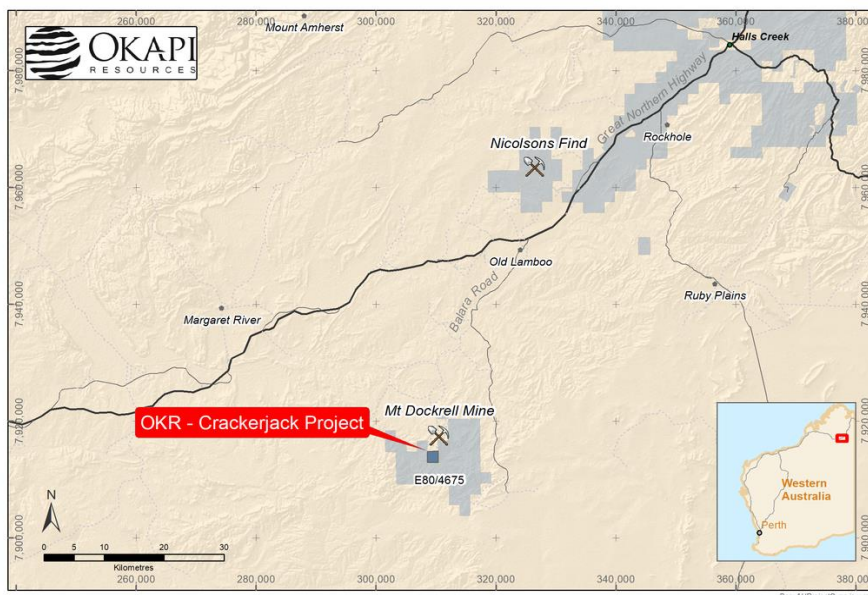 260,000
280,000
300,000
320,000
340,000
360,000
380,000
OKAPI
RESOURCES
Mount Amherst
Halls Creek
7,980,000
7,980,000
Great Northern Highway
Nicolsons Find
Rockhole
7,960,000
7,960,000
Old Lamboo
Balara Road
Ruby Plains
7,940,000
7,940,000
Margaret River
7,920,000
7,920,000
Mt Dockrell Mine
OKR - Crackerjack Project
E80/4675
Western
Australia
Perth
N
0 5 10 20 30
Kilometres
7,900,000
7,900,000
260,000
280,000
300,000
320,000
340,000
360,000
380,000